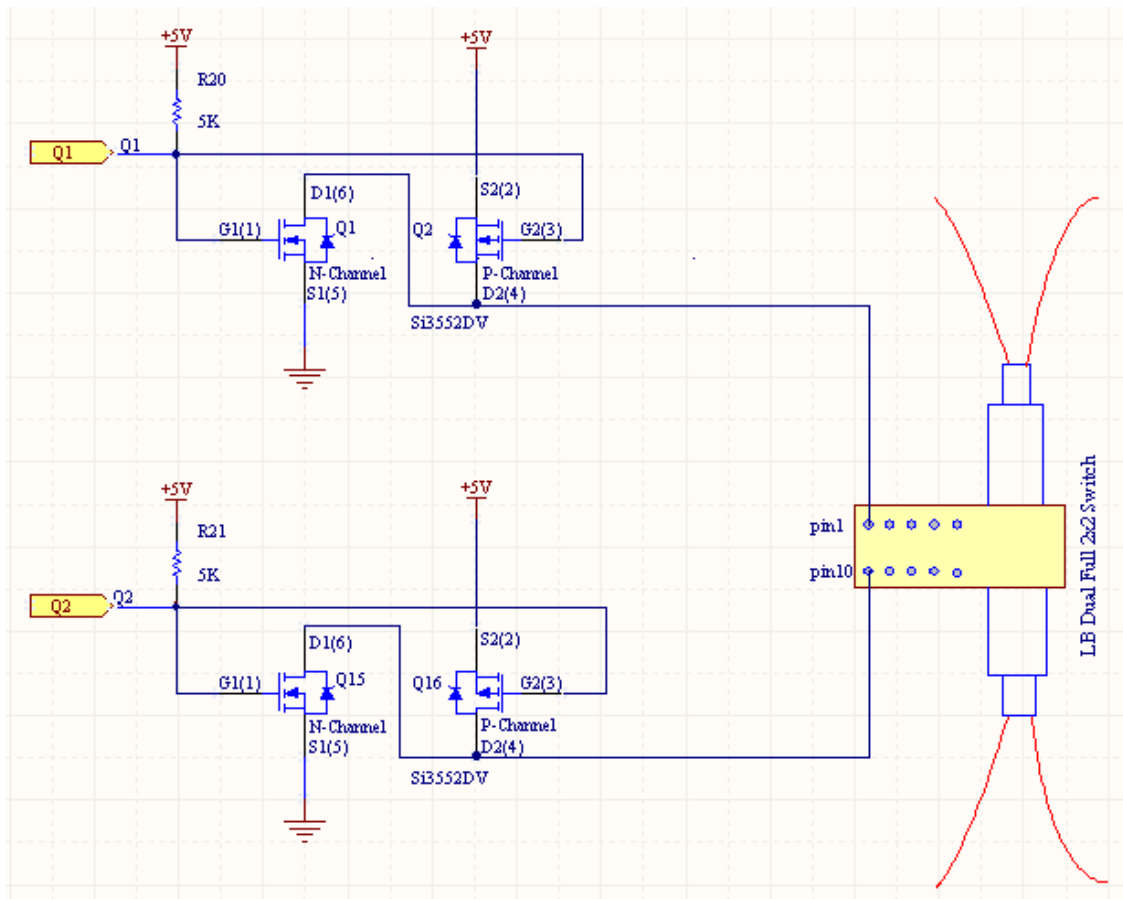 +5V
+5V
R20
5K
Q1
Q1
D1(6)
S2(2)
G1(1)
Q1
Q2
G2(3)
N-Channel
P-Channel
S1(5)
D2(4)
Si3552DV
+5V
+5V
R21
5K
Q2
Q2
D1(6)
S2(2)
G1(1)
Q15
Q16
G2(3)
N-Channel
P-Channel
S1(5)
D2(4)
Si3552DV
pin1
pin10
LB Dual Full 2x2 Switch